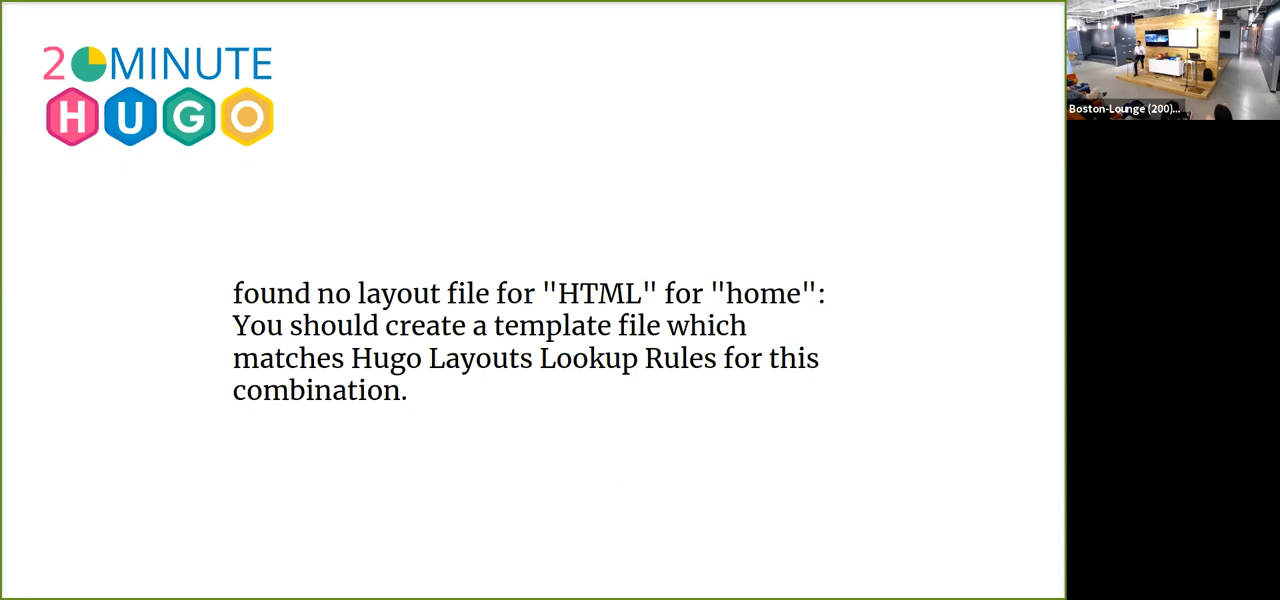 20MINUTE
HUGO
found no layout file for "HTML" for "home":
You should create a template file which
matches Hugo Layouts Lookup Rules for this
combination.
Boston-Lounge (200)...